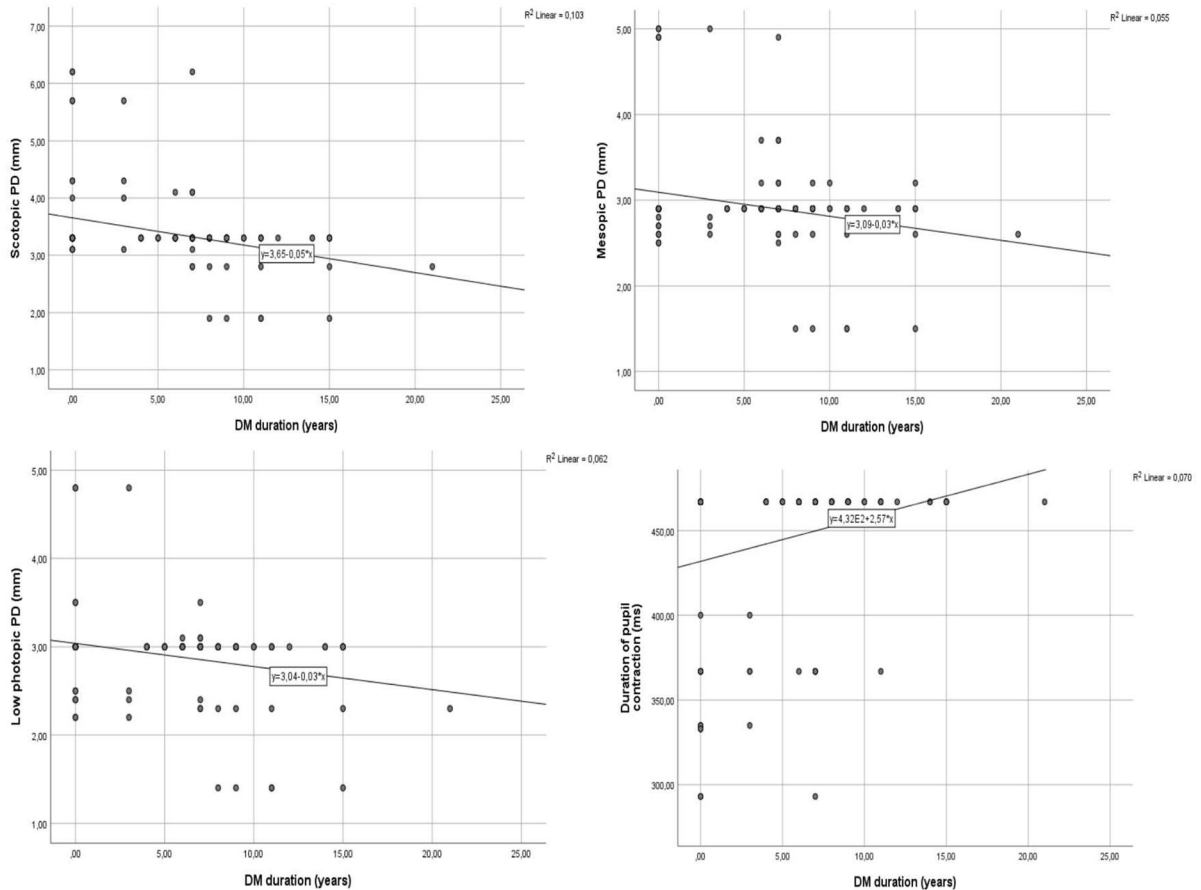 R² Linear = 0,103
7,00
6,00
5,00
4,00
3,00
2,00
1,00
Scotopic PD (mm)
y=3,65-0,05*x
,00 5,00 10,00 15,00 20,00 25,00
DM duration (years)
R² Linear = 0,055
5,00
4,00
3,00
2,00
1,00
Mesopic PD (mm)
y=3,09-0,03*x
,00 5,00 10,00 15,00 20,00 25,00
DM duration (years)
R² Linear = 0,062
5,00
4,00
3,00
2,00
1,00
Low photopic PD (mm)
y=3,04-0,03*x
,00 5,00 10,00 15,00 20,00 25,00
DM duration (years)
R² Linear = 0,070
450,00
400,00
350,00
300,00
Duration of pupil
contraction (ms)
y=4,32E2+2,57*x
,00 5,00 10,00 15,00 20,00 25,00
DM duration (years)